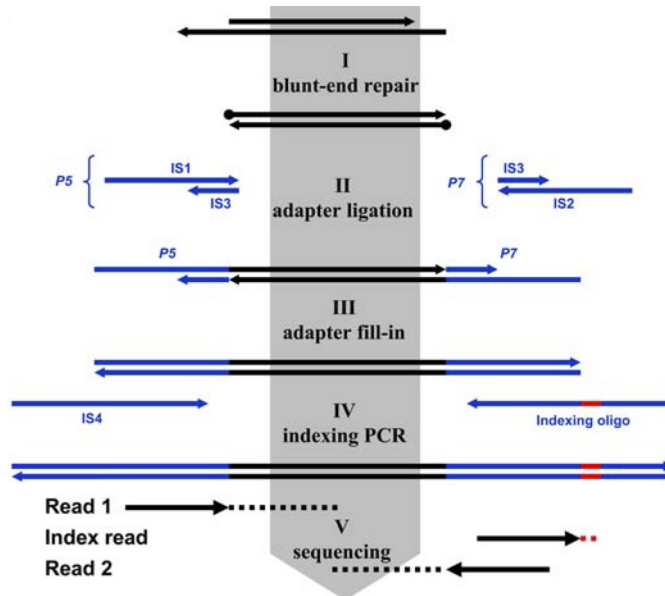 I
blunt-end repair
P5
IS1
IS3
II
adapter ligation
P7
IS3
IS2
P5
P7
III
adapter fill-in
IS4
IV
indexing PCR
Indexing oligo
Read 1
Index read
Read 2
V
sequencing